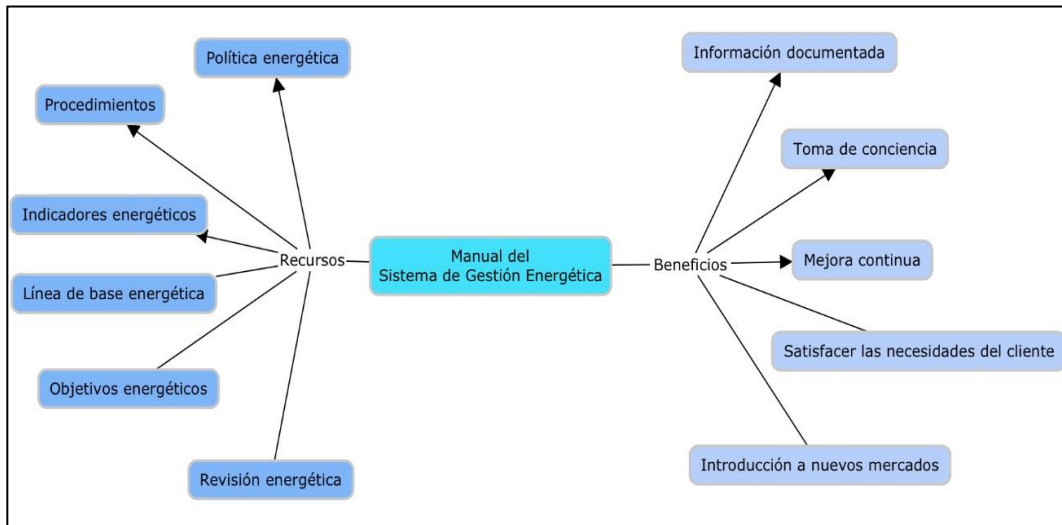 Política energética
Procedimientos
Indicadores energéticos
Línea de base energética
Objetivos energéticos
Revisión energética
Recursos
Manual del
Sistema de Gestión Energética
Beneficios
Información documentada
Toma de conciencia
Mejora continua
Satisfacer las necesidades del cliente
Introducción a nuevos mercados